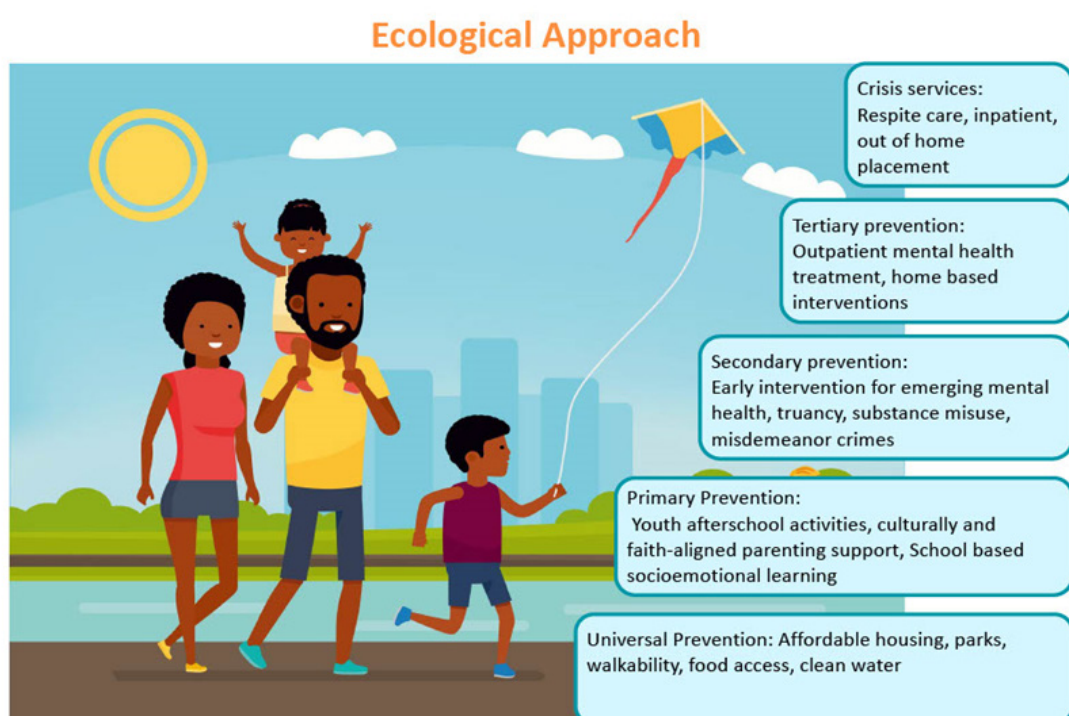 Ecological Approach
Crisis services:
Respite care, inpatient,
out of home
placement
Tertiary prevention:
Outpatient mental health
treatment, home based
interventions
Secondary prevention:
Early intervention for emerging mental
health, truancy, substance misuse,
misdemeanor crimes
Primary Prevention:
Youth afterschool activities, culturally and
faith-aligned parenting support, School based
socioemotional learning
Universal Prevention: Affordable housing, parks,
walkability, food access, clean water